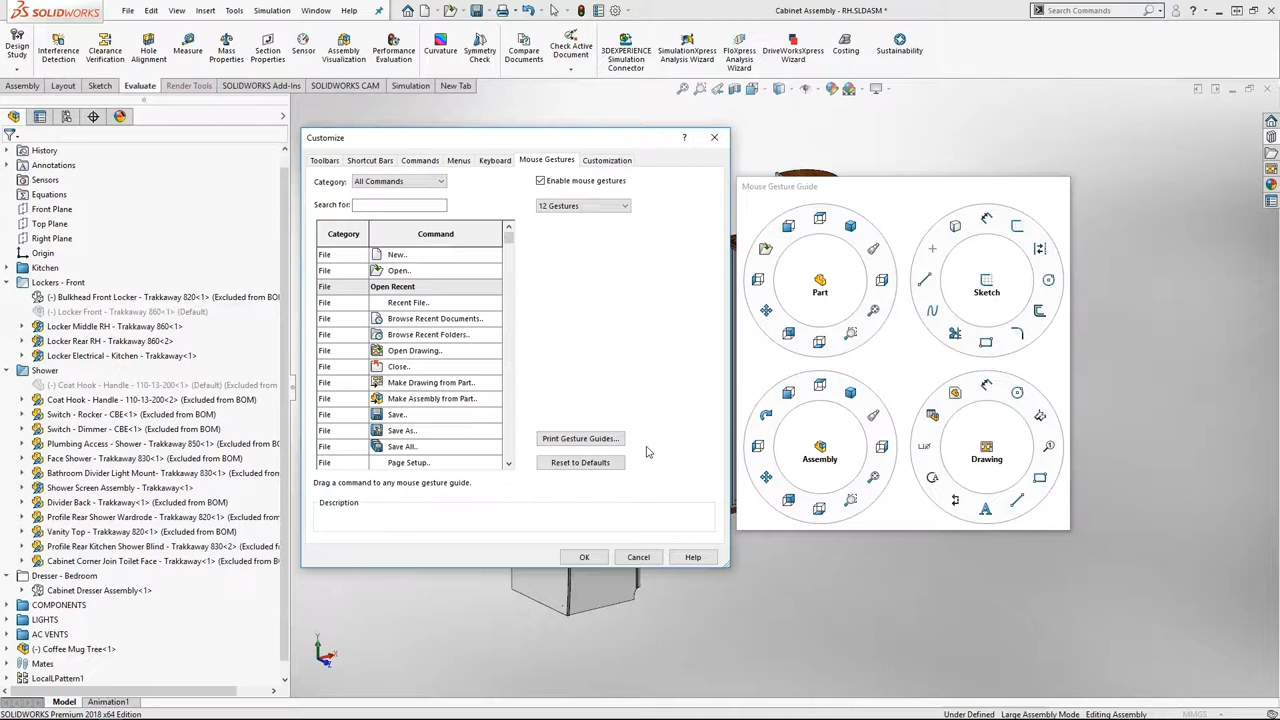 SOLIDWORKS File Edit View Insert Tools Simulation Window Help Cabinet Assembly - RH.SLDASM * Search Commands
Design Study
Interference Detection
Clearance Verification
Hole Alignment
Measure
Mass Properties
Section Properties
Sensor
Assembly Visualization
Performance Evaluation
Curvature
Symmetry Check
Compare Documents
Check Active Document
3DEXPERIENCE Simulation Connector
SimulationXpress Analysis Wizard
FloXpress Analysis Wizard
DriveWorksXpress Wizard
Costing
Sustainability
Assembly Layout Sketch Evaluate Render Tools SOLIDWORKS Add-Ins SOLIDWORKS CAM Simulation New Tab
History
Annotations
Sensors
Equations
Front Plane
Top Plane
Right Plane
Origin
Kitchen
Lockers - Front
(-) Bulkhead Front Locker - Trakkaway 820<1> (Excluded from BOM
(-) Locker Front - Trakkaway 860<1> (Default)
Locker Middle RH - Trakkaway 860<1>
Locker Rear RH - Trakkaway 860<2>
Locker Electrical - Kitchen - Trakkaway<1>
Shower
(-) Coat Hook - Handle - 110-13-200<1> (Default) (Excluded from
Coat Hook - Handle - 110-13-200<2> (Excluded from BOM)
Switch - Rocker - CBE<1> (Excluded from BOM)
Switch - Dimmer - CBE<1> (Excluded from BOM)
Plumbing Access - Shower - Trakkaway 850<1> (Excluded from
Face Shower - Trakkaway 860<1> (Excluded from BOM)
Bathroom Divider Light Mount - Trakkaway<1> (Excluded from
Shower Screen Assembly - Trakkaway<1>
Divider Back - Trakkaway<1> (Excluded from BOM)
Profile Rear Shower Wardrode - Trakkaway<1> (Excluded from
Vanity Top - Trakkaway 820<1> (Excluded from BOM)
Profile Rear Kitchen Shower Blind - Trakkaway 830<2> (Excluded
Cabinet Corner Join Toilet Face - Trakkaway<1> (Excluded from
Dresser - Bedroom
Cabinet Dresser Assembly<1>
COMPONENTS
LIGHTS
AC VENTS
(-) Coffee Mug Tree<1>
Mates
LocalLPattern1
Customize
Toolbars Shortcut Bars Commands Menus Keyboard Mouse Gestures Customization
Category: All Commands Enable mouse gestures
Search for: 12 Gestures
Category Command
File New..
File Open..
File Open Recent
File Recent File..
File Browse Recent Documents..
File Browse Recent Folders..
File Open Drawing..
File Close..
File Make Drawing from Part..
File Make Assembly from Part..
File Save..
File Save As..
File Save All..
File Page Setup..
Print Gesture Guides...
Reset to Defaults
Drag a command to any mouse gesture guide.
Description
OK Cancel Help
Mouse Gesture Guide
Part Sketch
Assembly Drawing
Model Animation1
SOLIDWORKS Premium 2018 x64 Edition Under Defined Large Assembly Mode Editing Assembly MMGS